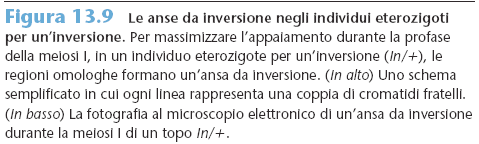 Figura 13.9 Le anse da inversione negli individui eterozigoti
per un'inversione. Per massimizzare l'appaiamento durante la profase
della meiosi I, in un individuo eterozigote per un'inversione (In/+), le
regioni omologhe formano un'ansa da inversione. (In alto) Uno schema
semplificato in cui ogni linea rappresenta una coppia di cromatidi fratelli.
(In basso) La fotografia al microscopio elettronico di un'ansa da inversione
durante la meiosi I di un topo In/+.